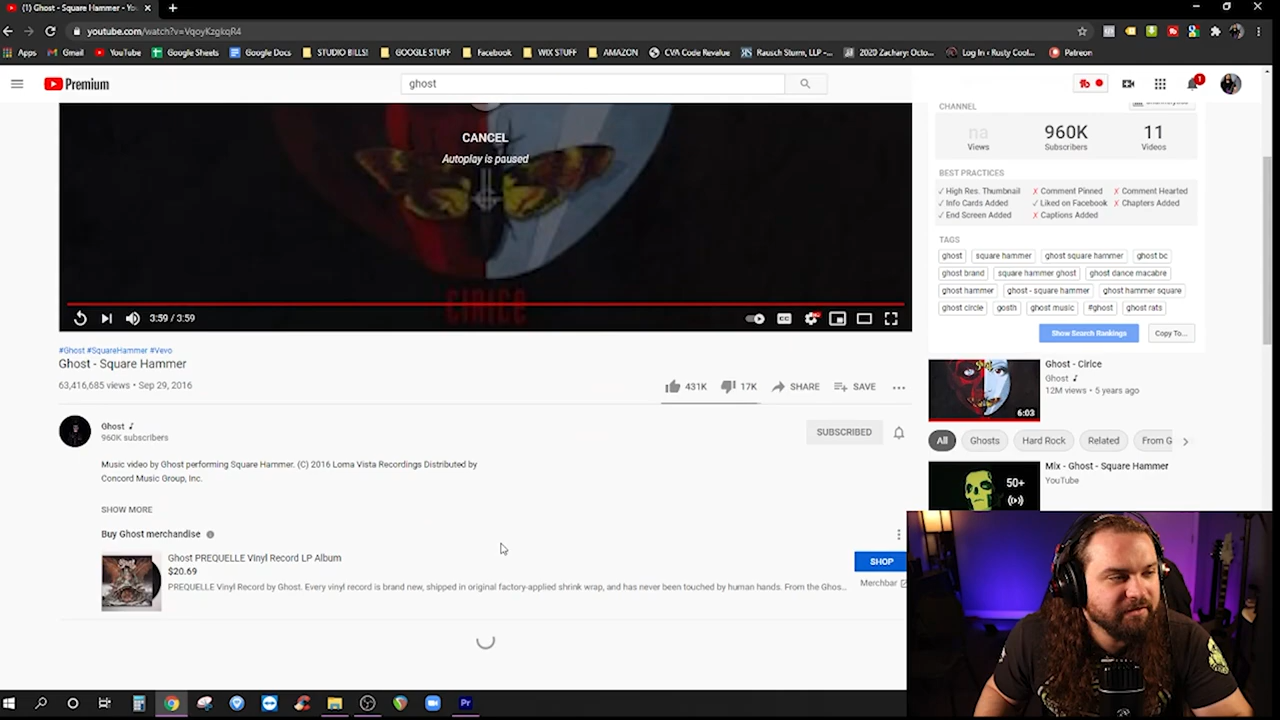 (1) Ghost - Square Hammer - Yo
youtube.com/watch?v=VqoyKzgkqR4
Apps Gmail YouTube Google Sheets Google Docs STUDIO BILLS! GOOGLE STUFF Facebook WIX STUFF AMAZON CVA Code Revalue Rausch Sturm, LLP -... 2020 Zachary: Octo... Log In ‹ Rusty Cool... Patreon
Premium
ghost
1
CANCEL
Autoplay is paused
CIRICE
3:59 / 3:59
#Ghost #SquareHammer #Vevo
Ghost - Square Hammer
63,416,685 views • Sep 29, 2016
431K 17K SHARE SAVE
Ghost
960K subscribers
SUBSCRIBED
Music video by Ghost performing Square Hammer. (C) 2016 Loma Vista Recordings Distributed by
Concord Music Group, Inc.
SHOW MORE
Buy Ghost merchandise
Ghost PREQUELLE Vinyl Record LP Album
$20.69
PREQUELLE Vinyl Record by Ghost. Every vinyl record is brand new, shipped in original factory-applied shrink wrap, and has never been touched by human hands. From the Ghos...
SHOP
Merchbar
CHANNEL
na 960K 11
Views Subscribers Videos
BEST PRACTICES
✓ High Res. Thumbnail ✗ Comment Pinned ✗ Comment Hearted
✓ Info Cards Added ✓ Liked on Facebook ✗ Chapters Added
✓ End Screen Added ✗ Captions Added
TAGS
ghost square hammer ghost square hammer ghost bc
ghost brand square hammer ghost ghost dance macabre
ghost hammer ghost - square hammer ghost hammer square
ghost circle gosth ghost music #ghost ghost rats
Show Search Rankings Copy To...
Ghost - Cirice
Ghost
12M views • 5 years ago
6:03
All Ghosts Hard Rock Related From G
Mix - Ghost - Square Hammer
YouTube
50+
Pr